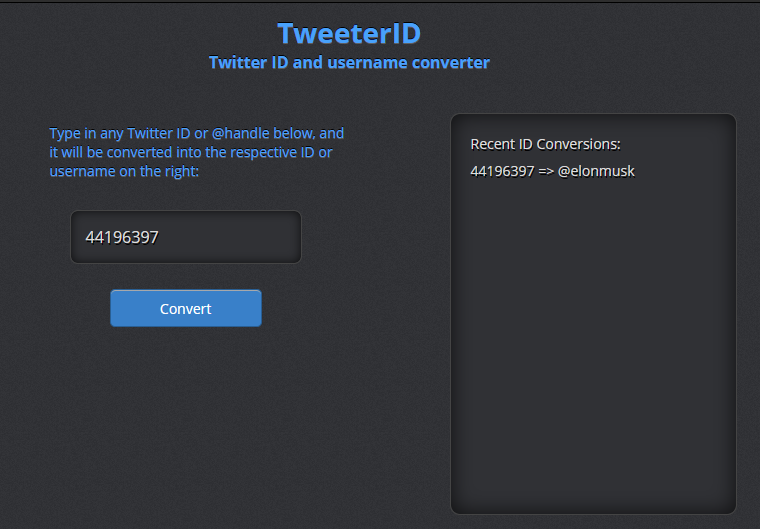 TweeterID
Twitter ID and username converter
Type in any Twitter ID or @handle below, and
it will be converted into the respective ID or
username on the right:
44196397
Convert
Recent ID Conversions:
44196397 => @elonmusk